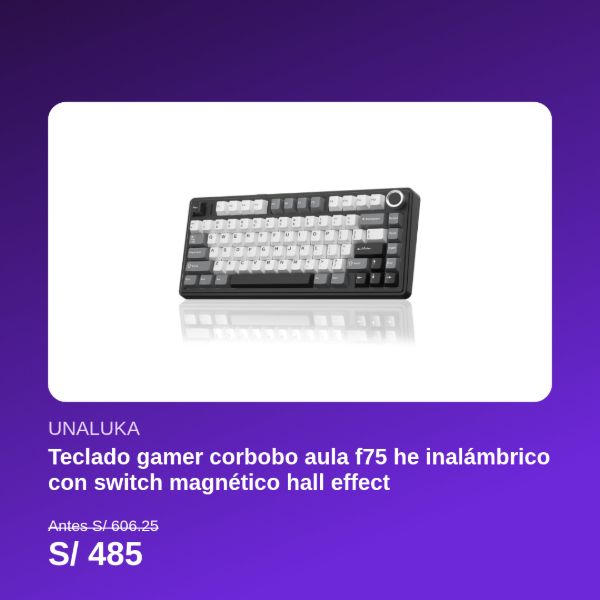 UNALUKA
Teclado gamer corbobo aula f75 he inalámbrico
con switch magnético hall effect
Antes S/ 606.25
S/ 485